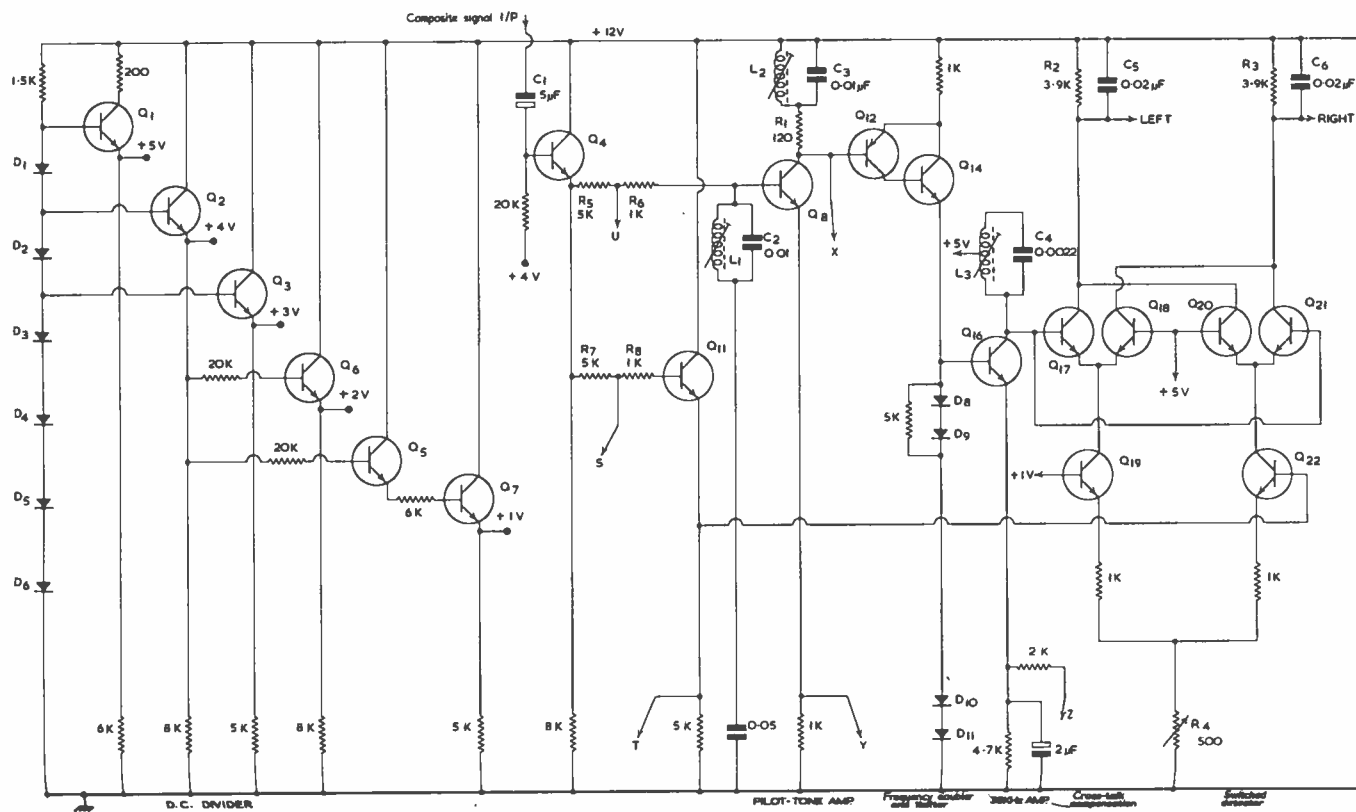 Composite signal I/P
+12V
1.5K
200
Q1
+5V
D1
Q2
+4V
D2
Q3
+3V
D3
20K
Q6
+2V
D4
20K
Q5
6K
Q7
+1V
D5
D6
6K
8K
5K
8K
5K
D.C. DIVIDER
C1
5µF
Q4
20K
+4V
R5
5K
R6
1K
U
R7
5K
R8
1K
S
Q11
8K
T
5K
L1
C2
0.01
0.05
L2
C3
0.01µF
R1
120
Q8
X
1K
Y
PILOT-TONE AMP.
Q12
1K
Q14
5K
D8
D9
D10
D11
Frequency doubler
+5V
L3
C4
0.0022
Q16
2K
Z
4.7K
2µF
38KHz AMP.
R2
3.9K
C5
0.02µF
LEFT
R3
3.9K
C6
0.02µF
RIGHT
Q17
Q18
+5V
Q20
Q21
+1V
Q19
Q22
1K
1K
R4
500
Cross-talk
compensation
Switched
detector